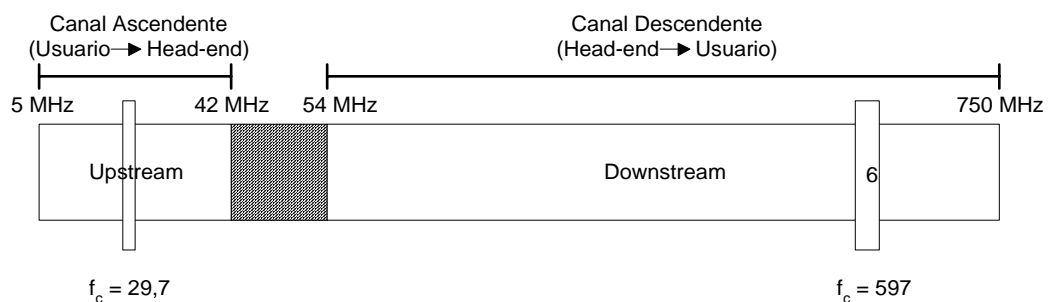 Canal Ascendente
(Usuario→ Head-end)
Canal Descendente
(Head-end→ Usuario)
5 MHz
42 MHz
54 MHz
750 MHz
Upstream
Downstream
6
f_c = 29,7
f_c = 597